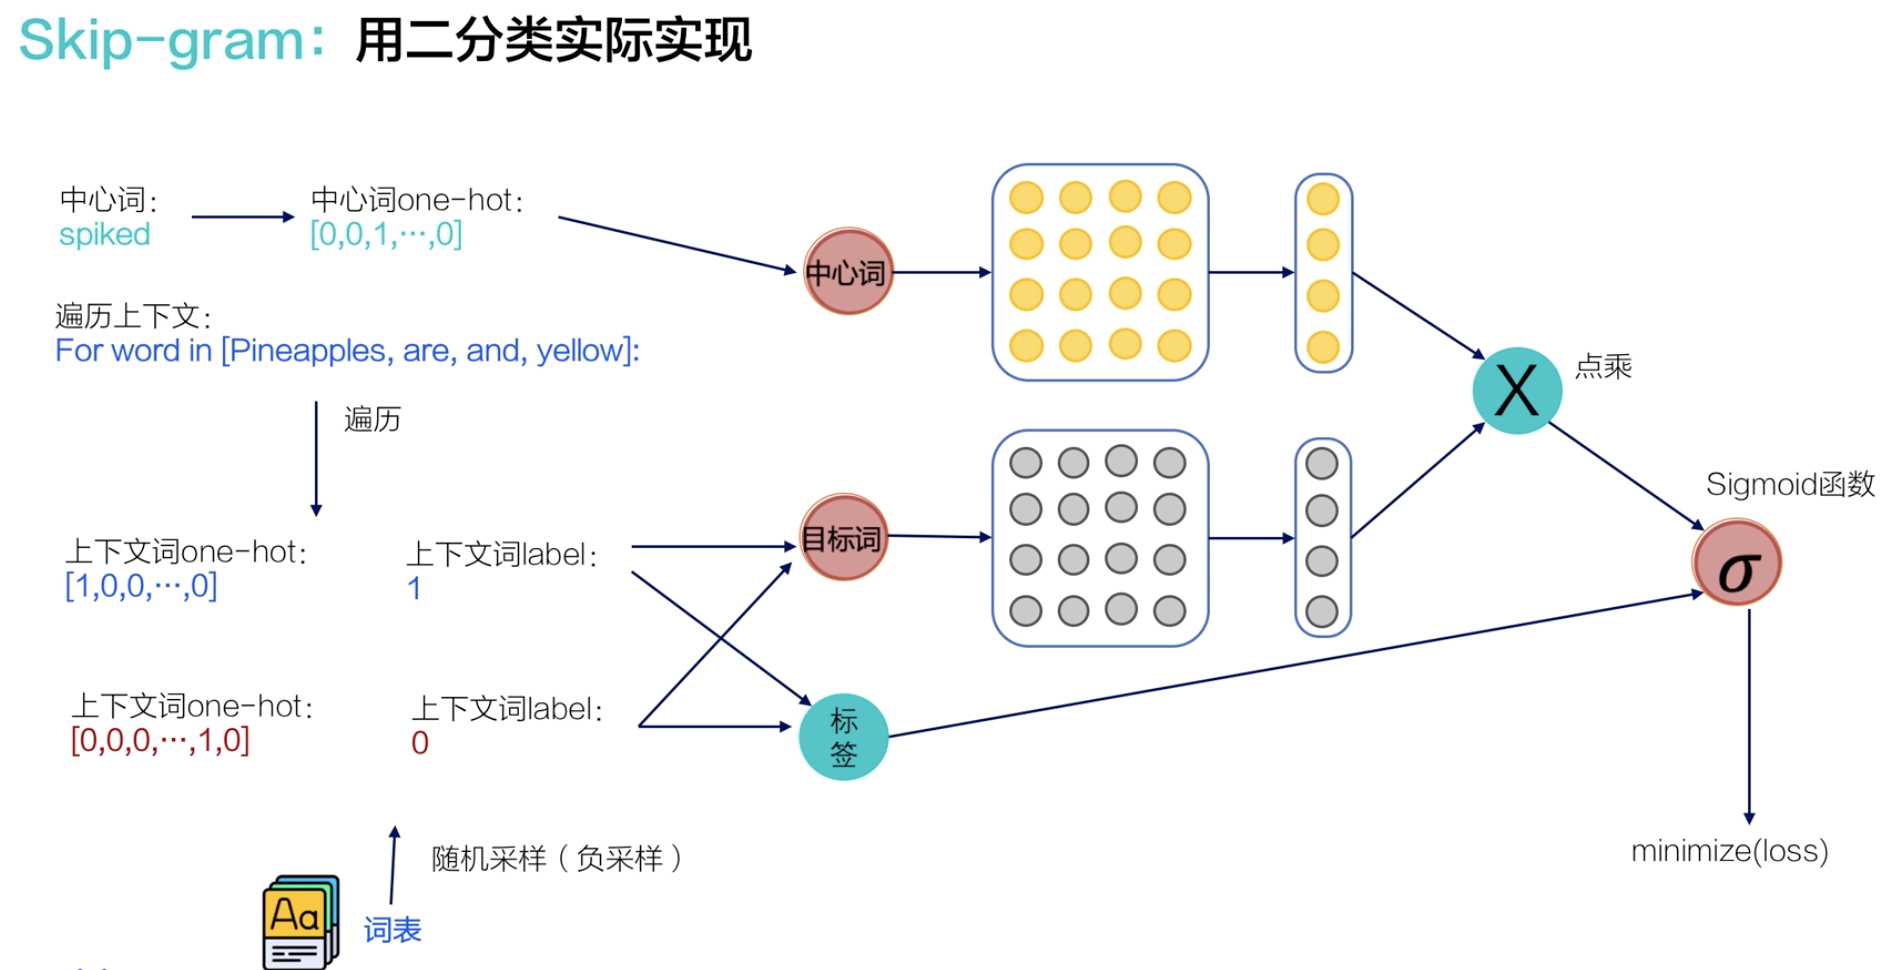 Skip-gram：用二分类实际实现
中心词：
spiked
中心词one-hot：
[0,0,1,…,0]
遍历上下文：
For word in [Pineapples, are, and, yellow]:
遍历
上下文词one-hot：
[1,0,0,…,0]
上下文词label：
1
上下文词one-hot：
[0,0,0,…,1,0]
上下文词label：
0
随机采样（负采样）
Aa
词表
中心词
目标词
标
签
X
点乘
Sigmoid函数
σ
minimize(loss)